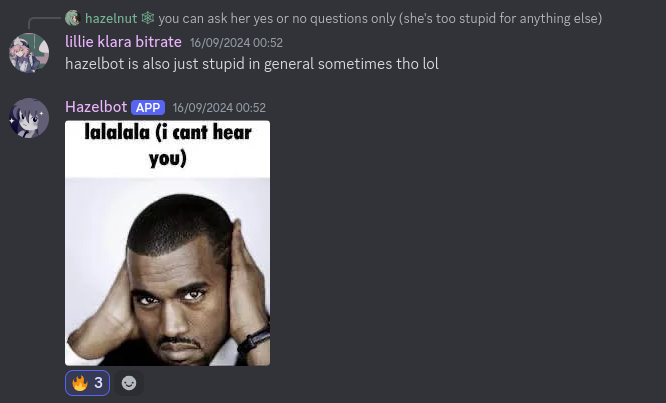 hazelnut 🕸 you can ask her yes or no questions only (she's too stupid for anything else)
lillie klara bitrate 16/09/2024 00:52
hazelbot is also just stupid in general sometimes tho lol
Hazelbot APP 16/09/2024 00:52
lalalala (i cant hear
you)
🔥 3